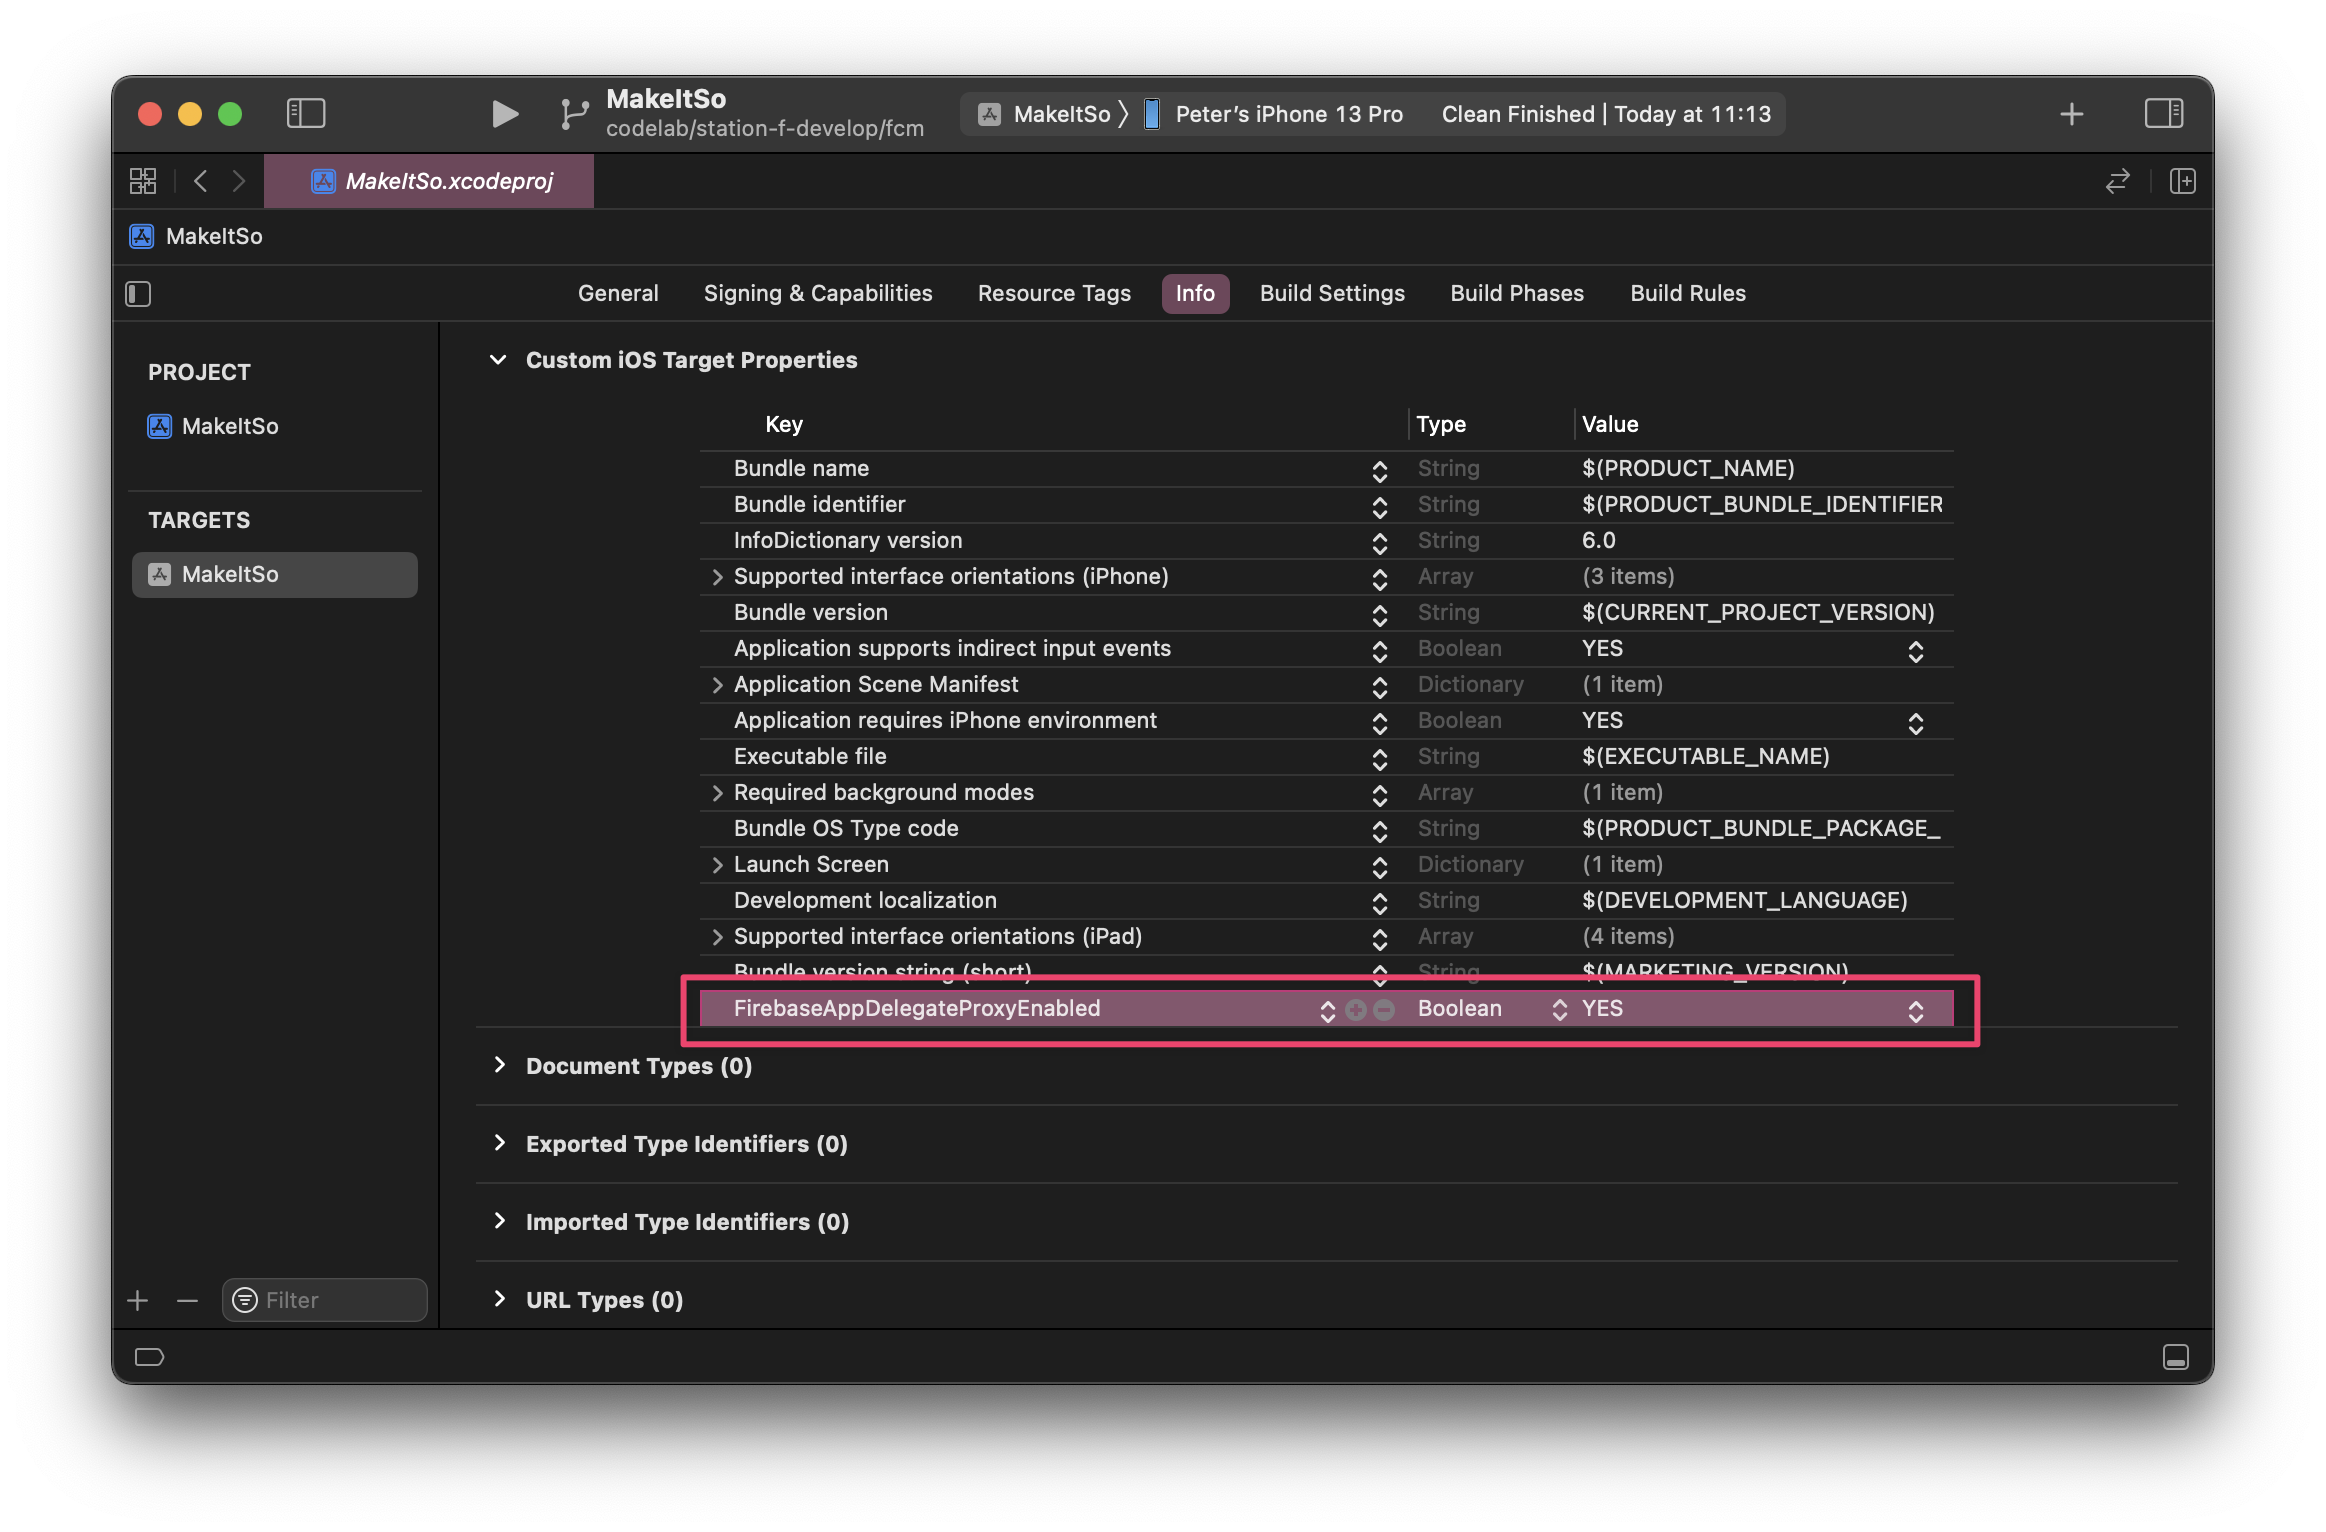 MakeItSo
codelab/station-f-develop/fcm
MakeItSo
Peter’s iPhone 13 Pro
Clean Finished | Today at 11:13
MakeItSo.xcodeproj
MakeItSo
General
Signing & Capabilities
Resource Tags
Info
Build Settings
Build Phases
Build Rules
PROJECT
MakeItSo
TARGETS
MakeItSo
Filter
Custom iOS Target Properties
Key Type Value
Bundle name String $(PRODUCT_NAME)
Bundle identifier String $(PRODUCT_BUNDLE_IDENTIFIER
InfoDictionary version String 6.0
Supported interface orientations (iPhone) Array (3 items)
Bundle version String $(CURRENT_PROJECT_VERSION)
Application supports indirect input events Boolean YES
Application Scene Manifest Dictionary (1 item)
Application requires iPhone environment Boolean YES
Executable file String $(EXECUTABLE_NAME)
Required background modes Array (1 item)
Bundle OS Type code String $(PRODUCT_BUNDLE_PACKAGE_
Launch Screen Dictionary (1 item)
Development localization String $(DEVELOPMENT_LANGUAGE)
Supported interface orientations (iPad) Array (4 items)
Bundle version string (short) String $(MARKETING_VERSION)
FirebaseAppDelegateProxyEnabled Boolean YES
Document Types (0)
Exported Type Identifiers (0)
Imported Type Identifiers (0)
URL Types (0)